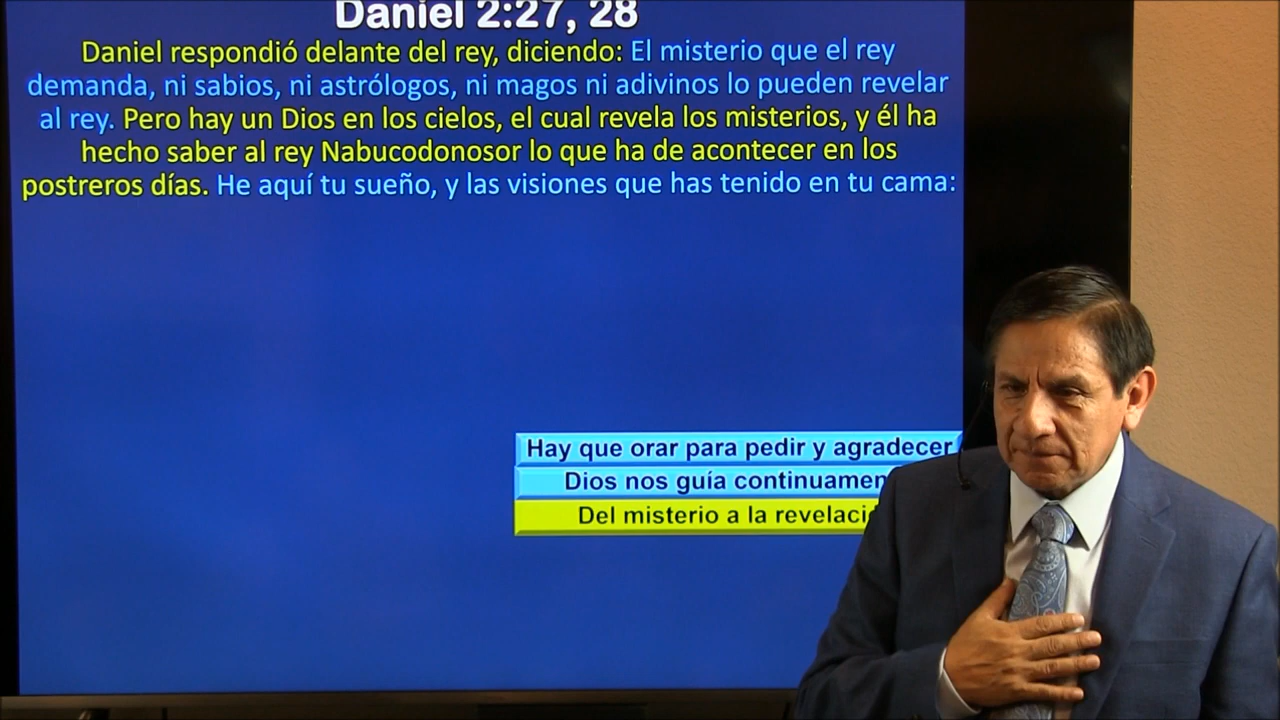 Daniel 2:27, 28
Daniel respondió delante del rey, diciendo: El misterio que el rey
demanda, ni sabios, ni astrólogos, ni magos ni adivinos lo pueden revelar
al rey. Pero hay un Dios en los cielos, el cual revela los misterios, y él ha
hecho saber al rey Nabucodonosor lo que ha de acontecer en los
postreros días. He aquí tu sueño, y las visiones que has tenido en tu cama:
Hay que orar para pedir y agradecer
Dios nos guía
Del misterio a la